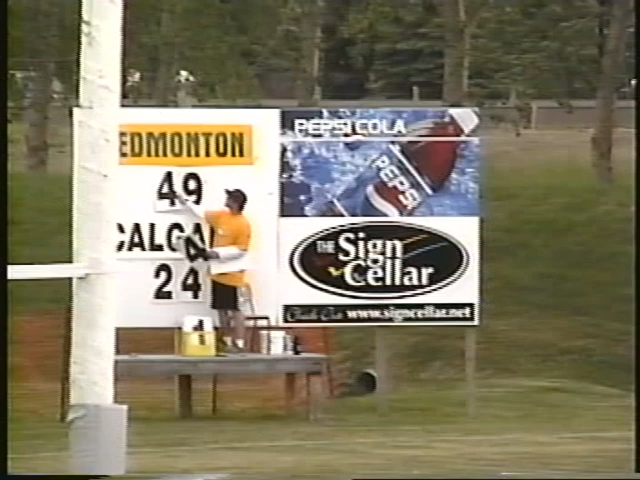 EDMONTON
49
CALGA
24
PEPSI COLA
PEPSI
THE Sign
Cellar
Check Out www.signcellar.net